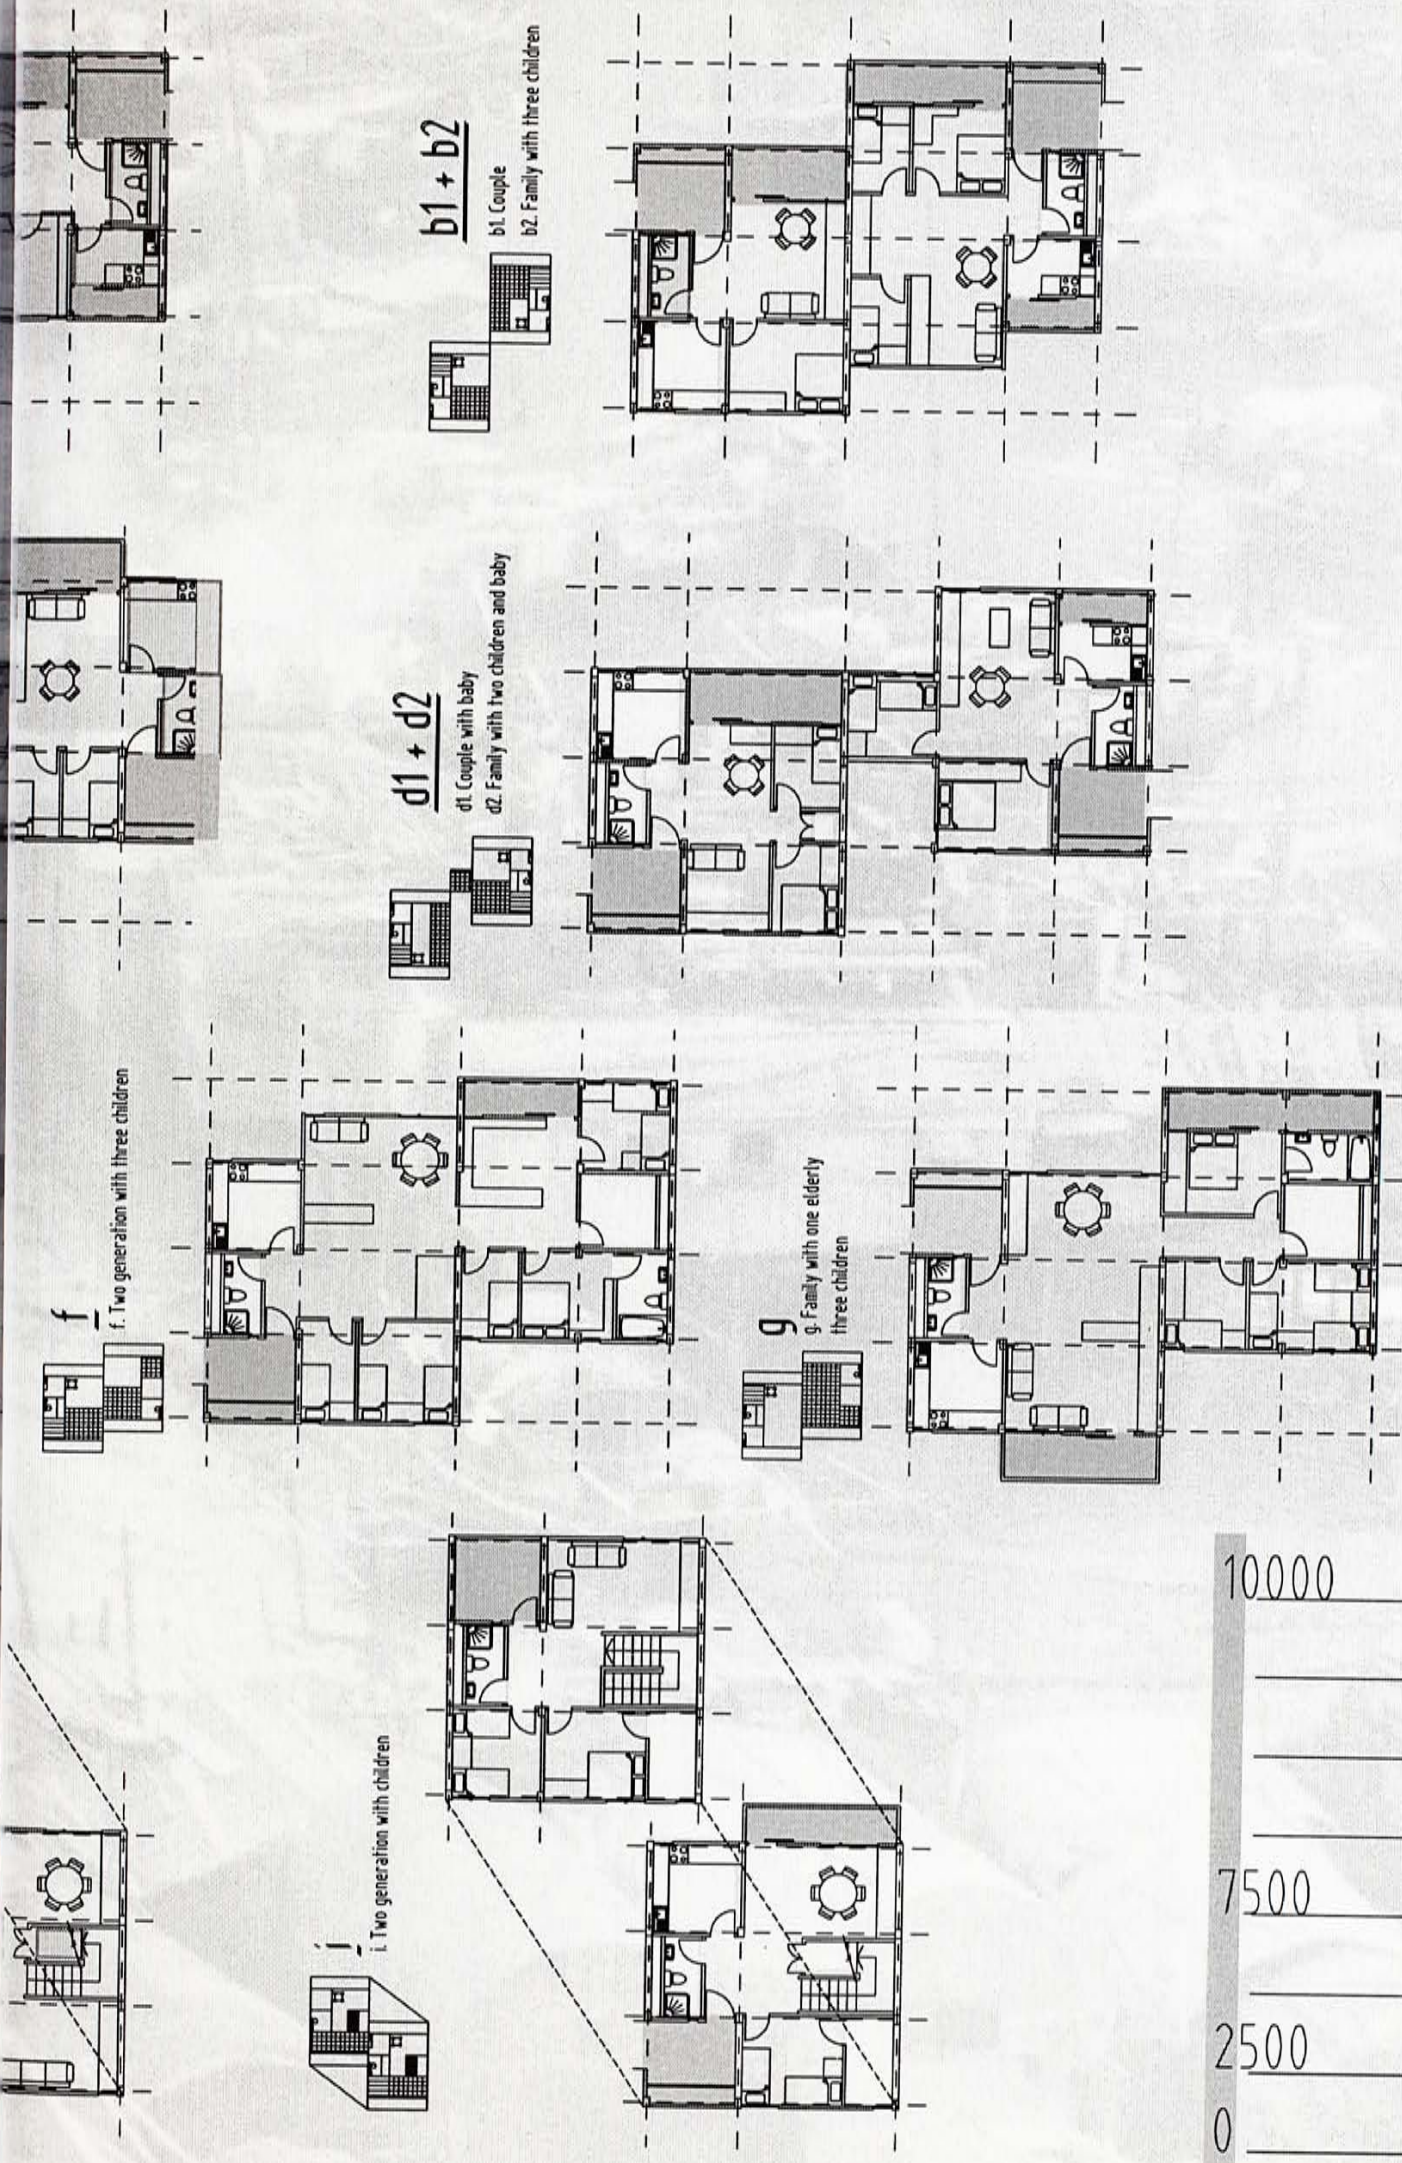 b1 + b2
b1. Couple
b2. Family with three children
d1 + d2
d1. Couple with baby
d2. Family with two children and baby
f
f. Two generation with three children
g
g. Family with one elderly
three children
i
i. Two generation with children
10000
7500
2500
0